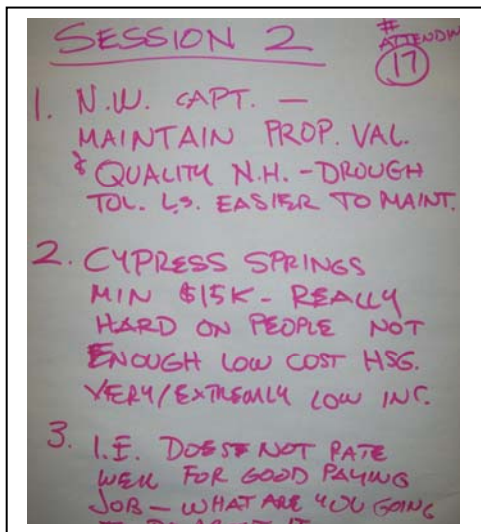 SESSION 2
# ATTENDIN
17
1. N.W. CAPT. —
MAINTAIN PROP. VAL.
& QUALITY N.H. - DROUGH
TOL. L.S. EASIER TO MAINT.
2. CYPRESS SPRINGS
MIN $15K - REALLY
HARD ON PEOPLE NOT
ENOUGH LOW COST HSG.
VERY/EXTREMLY LOW INC.
3. I.E. DOES NOT RATE
WELL FOR GOOD PAYING
JOB - WHAT ARE YOU GOING